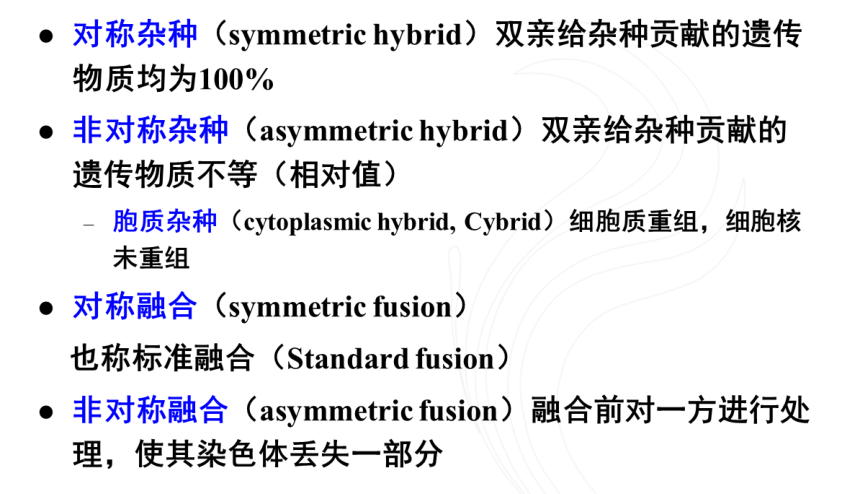 ● 对称杂种（symmetric hybrid）双亲给杂种贡献的遗传
物质均为100%
● 非对称杂种（asymmetric hybrid）双亲给杂种贡献的
遗传物质不等（相对值）
– 胞质杂种（cytoplasmic hybrid, Cybrid）细胞质重组，细胞核
未重组
● 对称融合（symmetric fusion）
也称标准融合（Standard fusion）
● 非对称融合（asymmetric fusion）融合前对一方进行处
理，使其染色体丢失一部分